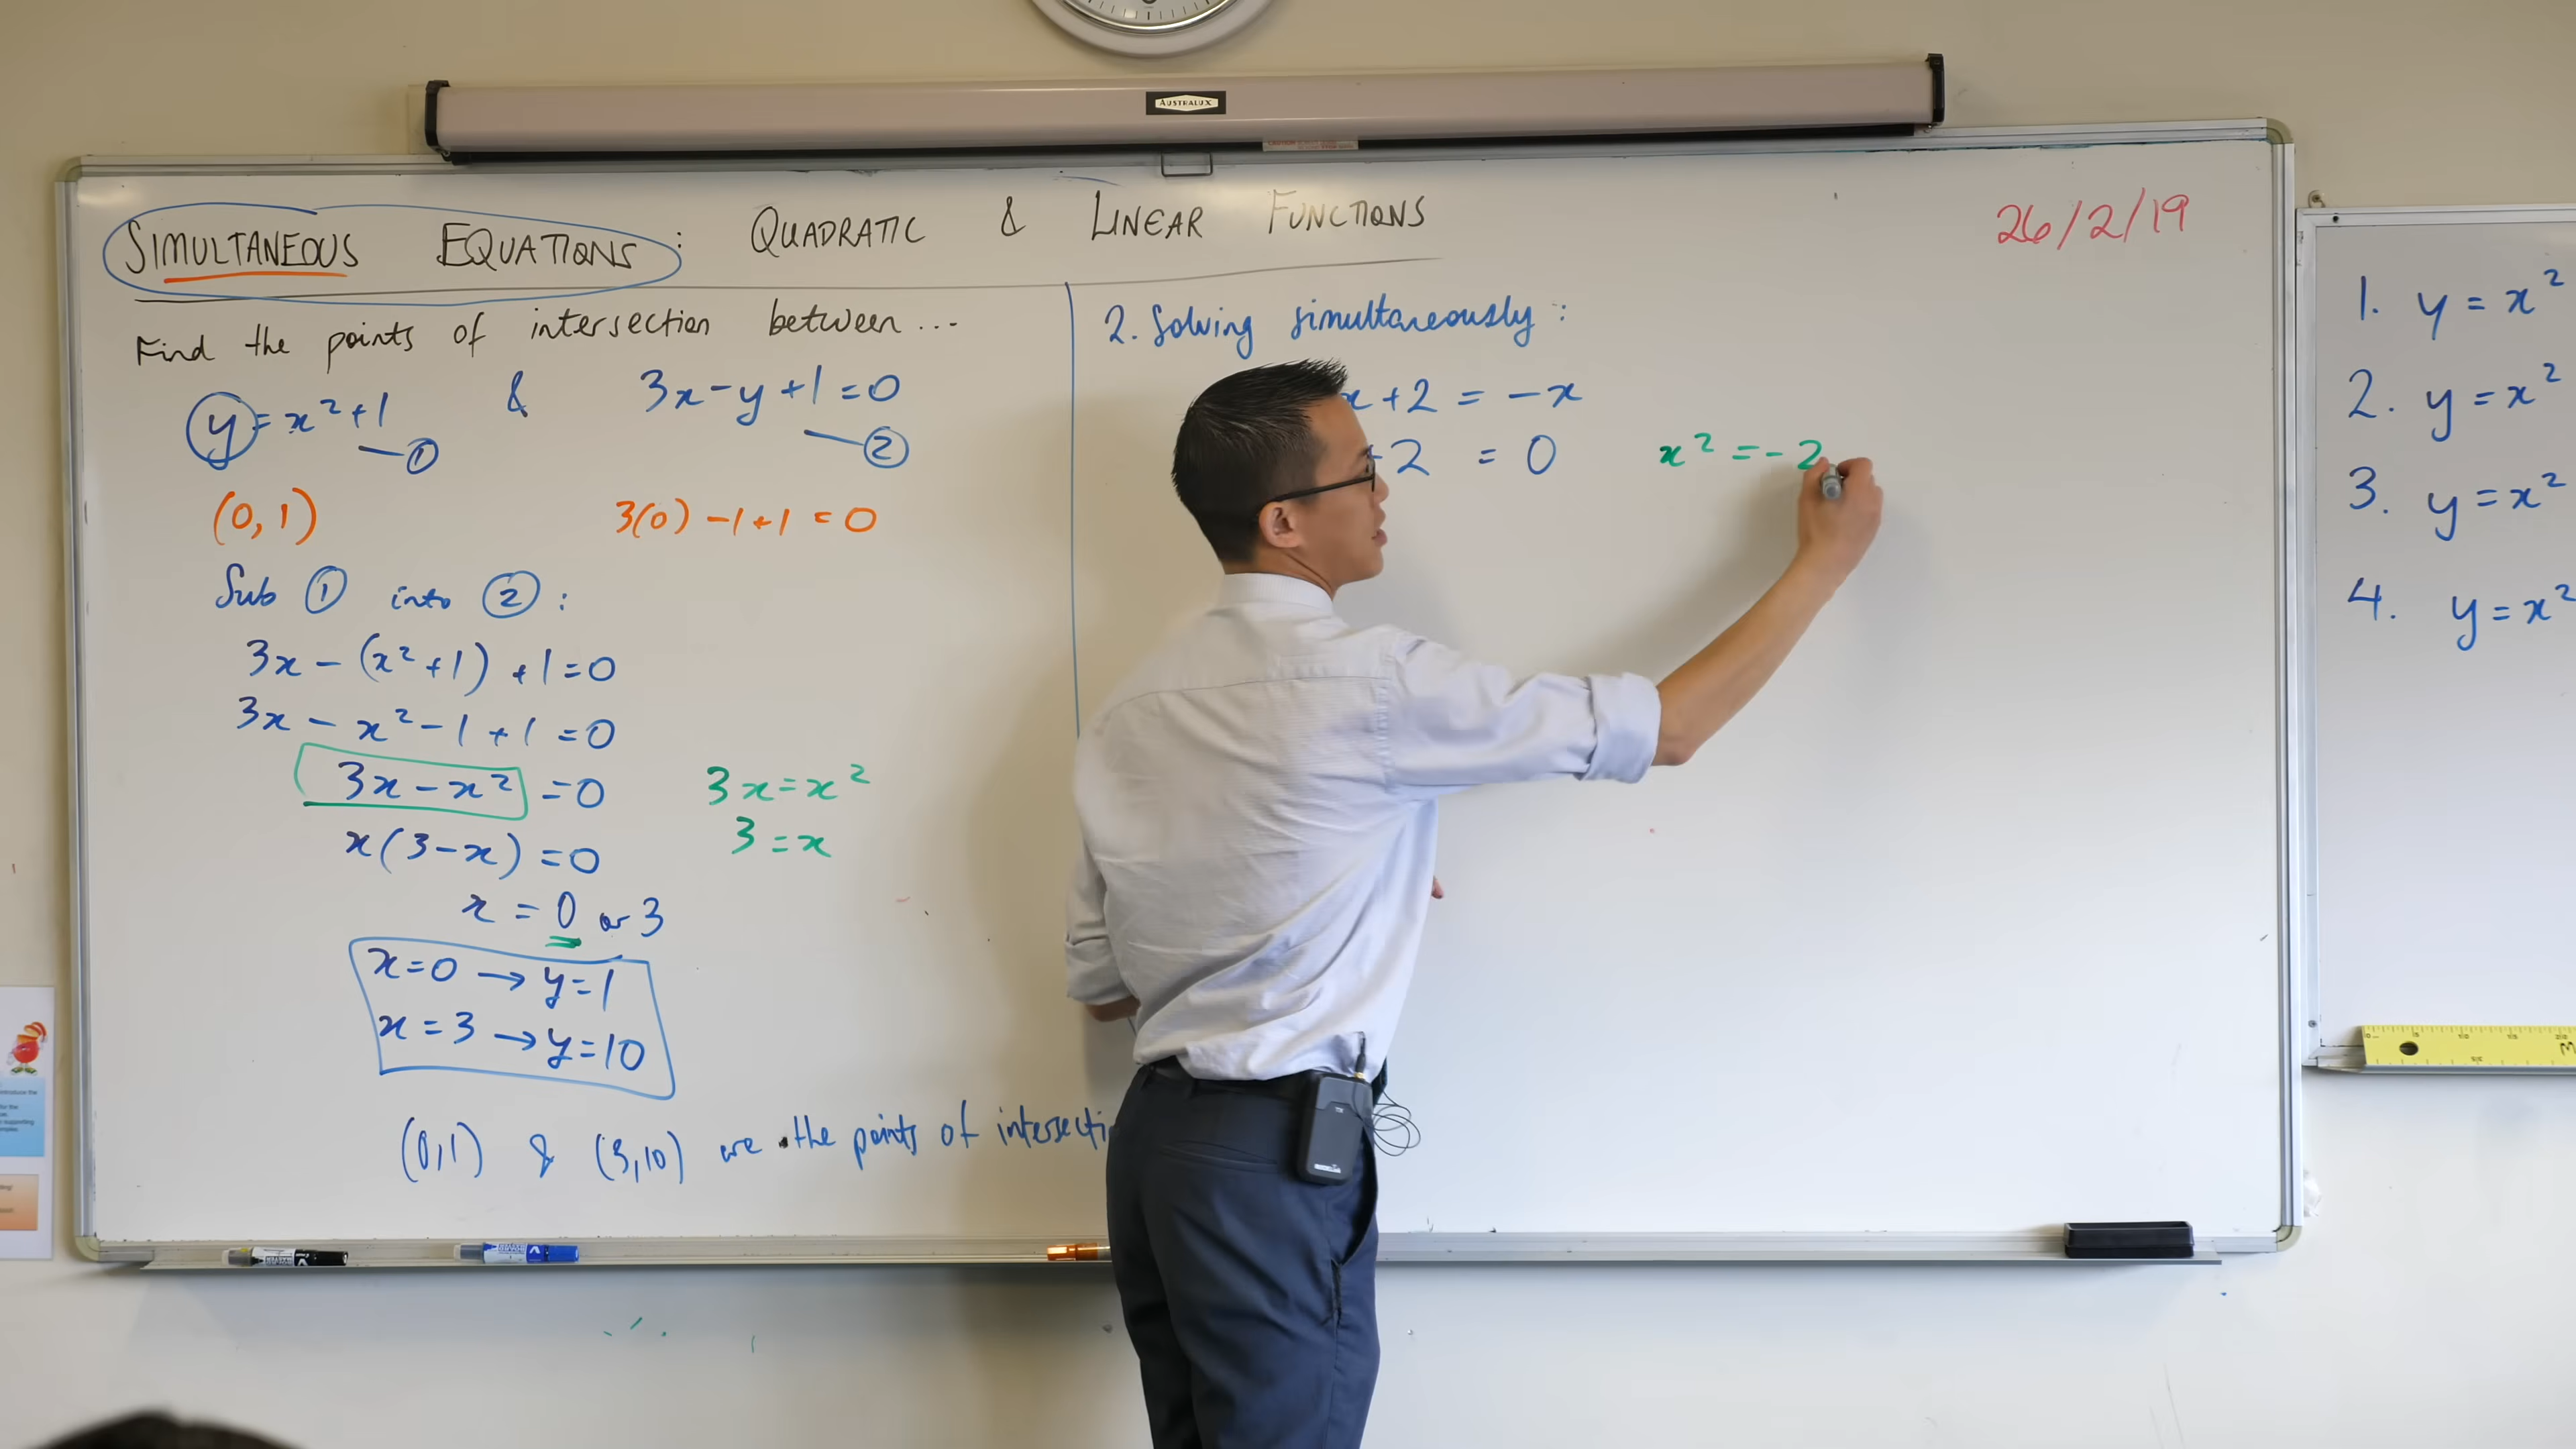 AUSTRALUX
SIMULTANEOUS EQUATIONS: QUADRATIC & LINEAR FUNCTIONS
26/2/19
Find the points of intersection between...
y = x² + 1 & 3x - y + 1 = 0
① ②
(0, 1) 3(0) - 1 + 1 = 0
Sub ① into ②:
3x - (x² + 1) + 1 = 0
3x - x² - 1 + 1 = 0
3x - x² = 0 3x = x²
x(3 - x) = 0 3 = x
x = 0 or 3
x = 0 → y = 1
x = 3 → y = 10
(0,1) & (3,10) are the points of
2. Solving simultaneously:
x + 2 = -x
2 = 0 x² = -2
1. y = x²
2. y = x²
3. y = x²
4. y = x²